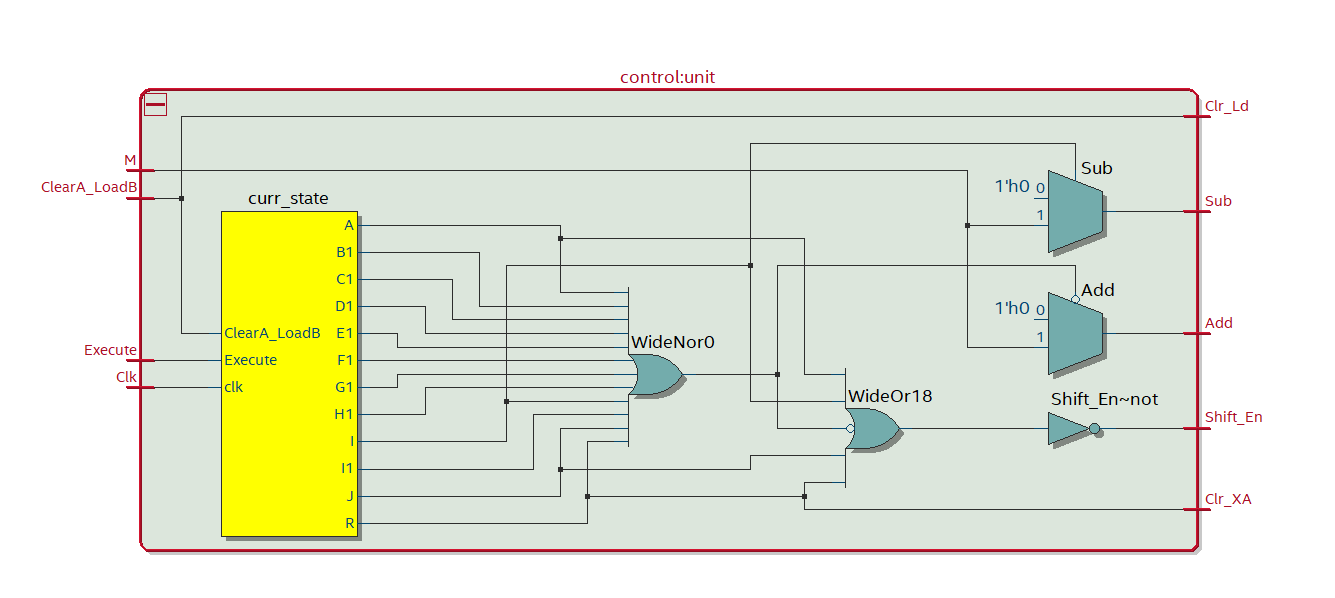 control:unit
Clr_Ld
M
ClearA_LoadB
curr_state
A
B1
C1
D1
E1
F1
G1
H1
I
I1
J
R
ClearA_LoadB
Execute
clk
Execute
Clk
WideNor0
WideOr18
Sub
1'h0 0
1
Sub
Add
1'h0 0
1
Add
Shift_En~not
Shift_En
Clr_XA